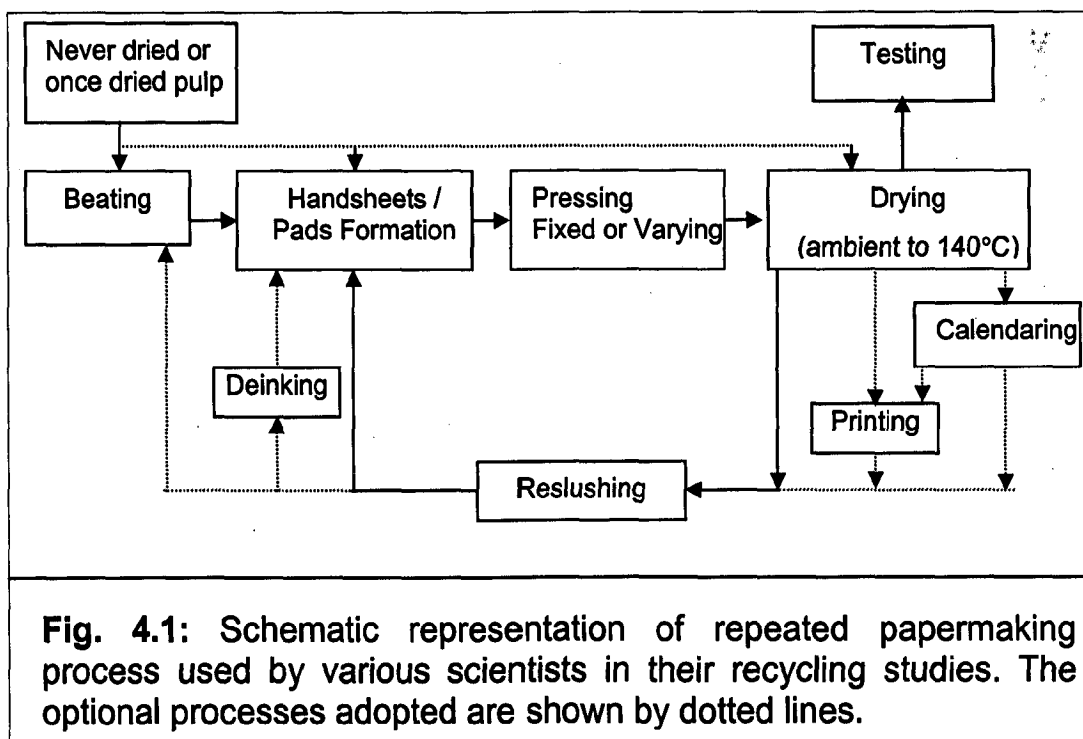 Never dried or
once dried pulp
Testing
Beating
Handsheets /
Pads Formation
Pressing
Fixed or Varying
Drying
(ambient to 140°C)
Calendaring
Deinking
Printing
Reslushing
Fig. 4.1: Schematic representation of repeated papermaking
process used by various scientists in their recycling studies. The
optional processes adopted are shown by dotted lines.